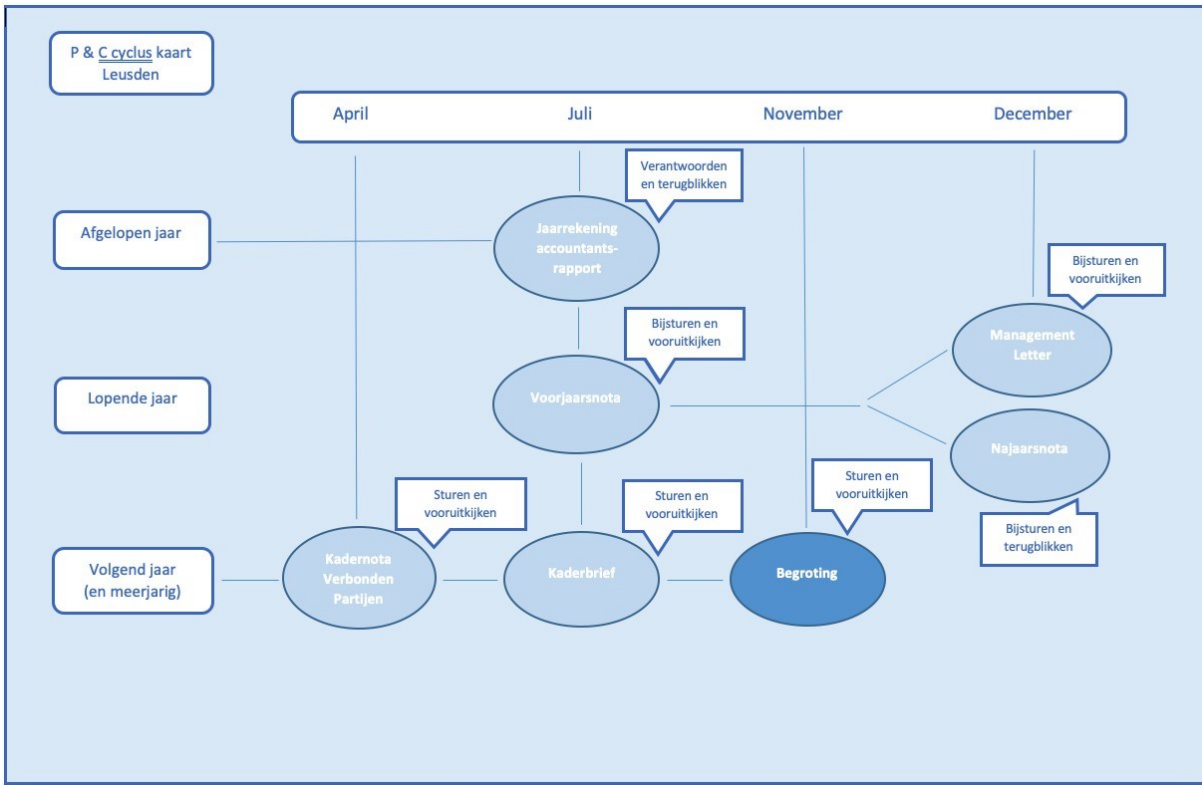 P & C cyclus kaart
Leusden
April
Juli
November
December
Verantwoorden
en terugblikken
Afgelopen jaar
Jaarrekening
accountants-
rapport
Bijsturen en
vooruitkijken
Bijsturen en
vooruitkijken
Management
Letter
Lopende jaar
Voorjaarsnota
Najaarsnota
Sturen en
vooruitkijken
Sturen en
vooruitkijken
Sturen en
vooruitkijken
Bijsturen en
terugblikken
Volgend jaar
(en meerjarig)
Kadernota
Verbonden
Partijen
Kaderbrief
Begroting